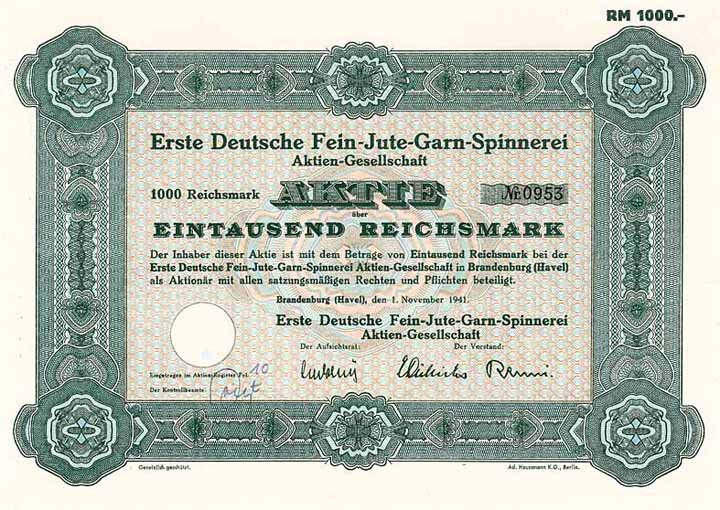 RM 1000.-
Erste Deutsche Fein-Jute-Garn-Spinnerei
Aktien-Gesellschaft
1000 Reichsmark AKTIE № 0953
über
EINTAUSEND REICHSMARK
Der Inhaber dieser Aktie ist mit dem Betrage von Eintausend Reichsmark bei der
Erste Deutsche Fein-Jute-Garn-Spinnerei Aktien-Gesellschaft in Brandenburg (Havel)
als Aktionär mit allen satzungsmäßigen Rechten und Pflichten beteiligt.
Brandenburg (Havel), den 1. November 1941.
Erste Deutsche Fein-Jute-Garn-Spinnerei
Aktien-Gesellschaft
Der Aufsichtsrat: Der Vorstand:
Eingetragen im Aktien-Register Fol. 10
Der Kontrollbeamte:
Gesetzlich geschützt. Ad. Haussmann K.G., Berlin.